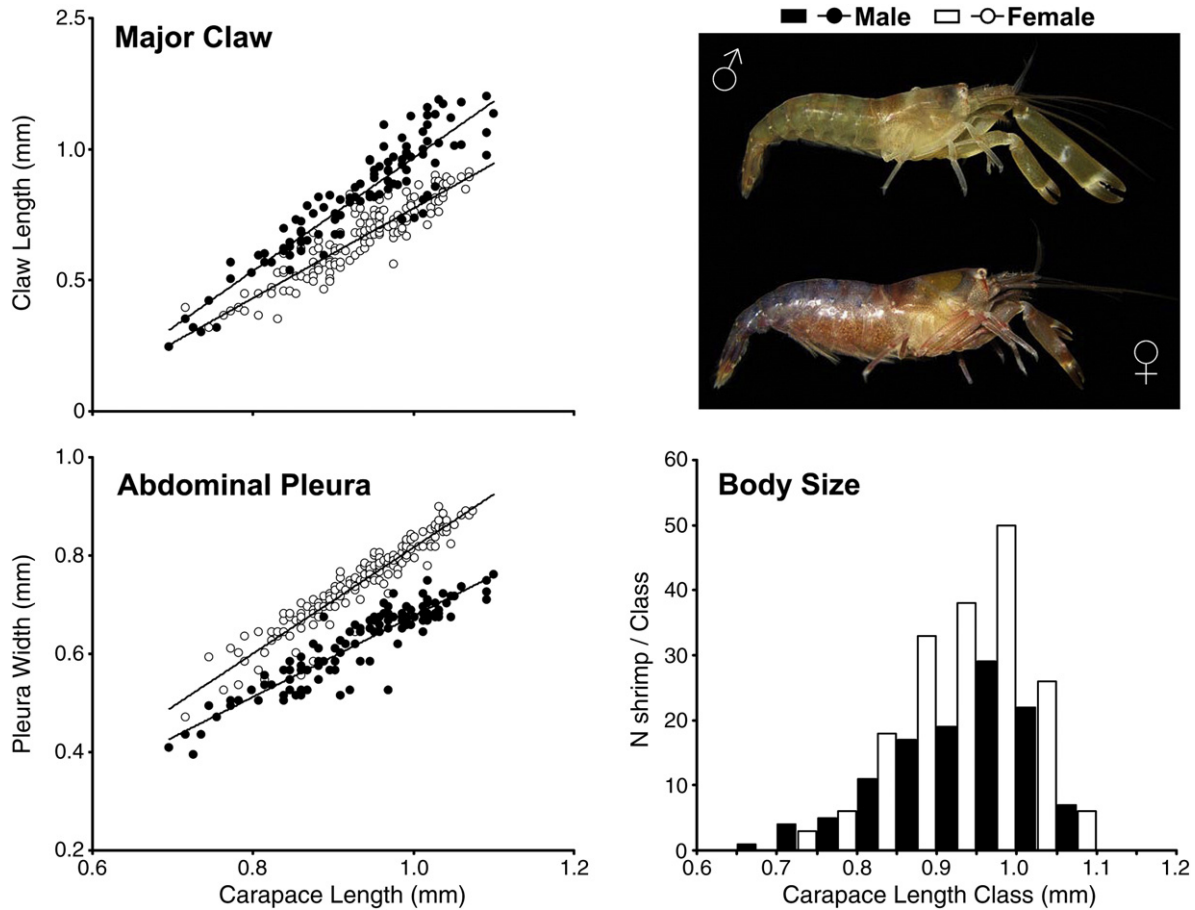 Male Female
2.5
Major Claw
1.0
0.5
0
Claw Length (mm)
♂
♀
1.0
Abdominal Pleura
0.8
0.6
0.4
0.2
Pleura Width (mm)
0.6 0.8 1.0 1.2
Carapace Length (mm)
60
Body Size
50
40
30
20
10
0
N shrimp / Class
0.6 0.7 0.8 0.9 1.0 1.1 1.2
Carapace Length Class (mm)